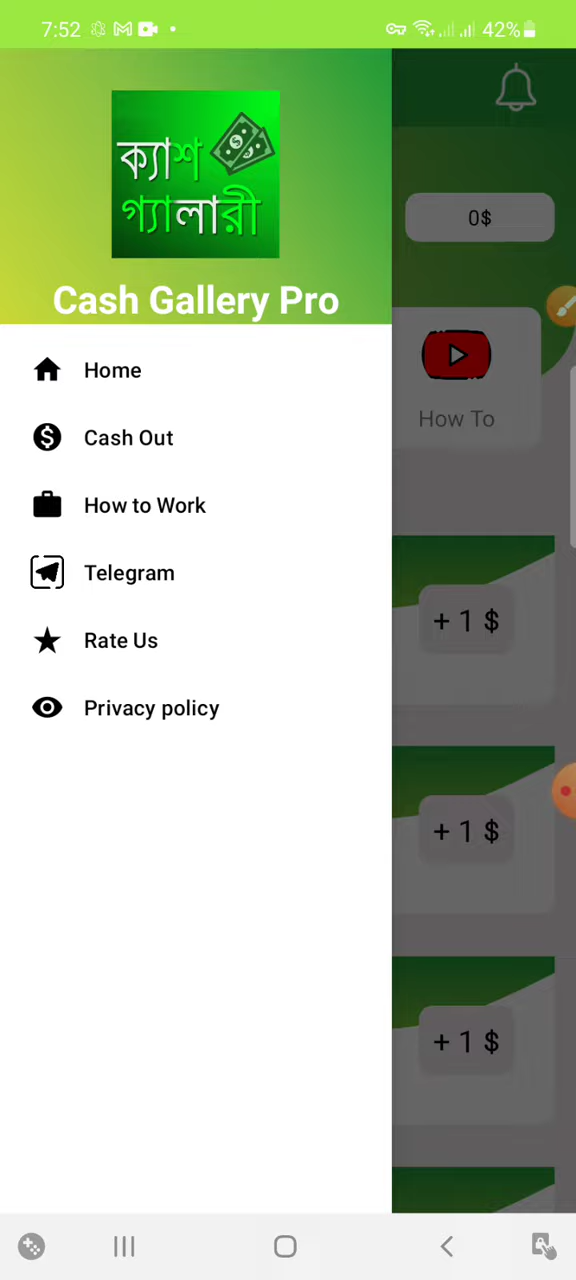 7:52
42%
ক্যাশ
গ্যালারী
Cash Gallery Pro
0$
Home
How To
Cash Out
How to Work
Telegram
+ 1 $
Rate Us
Privacy policy
+ 1 $
+ 1 $